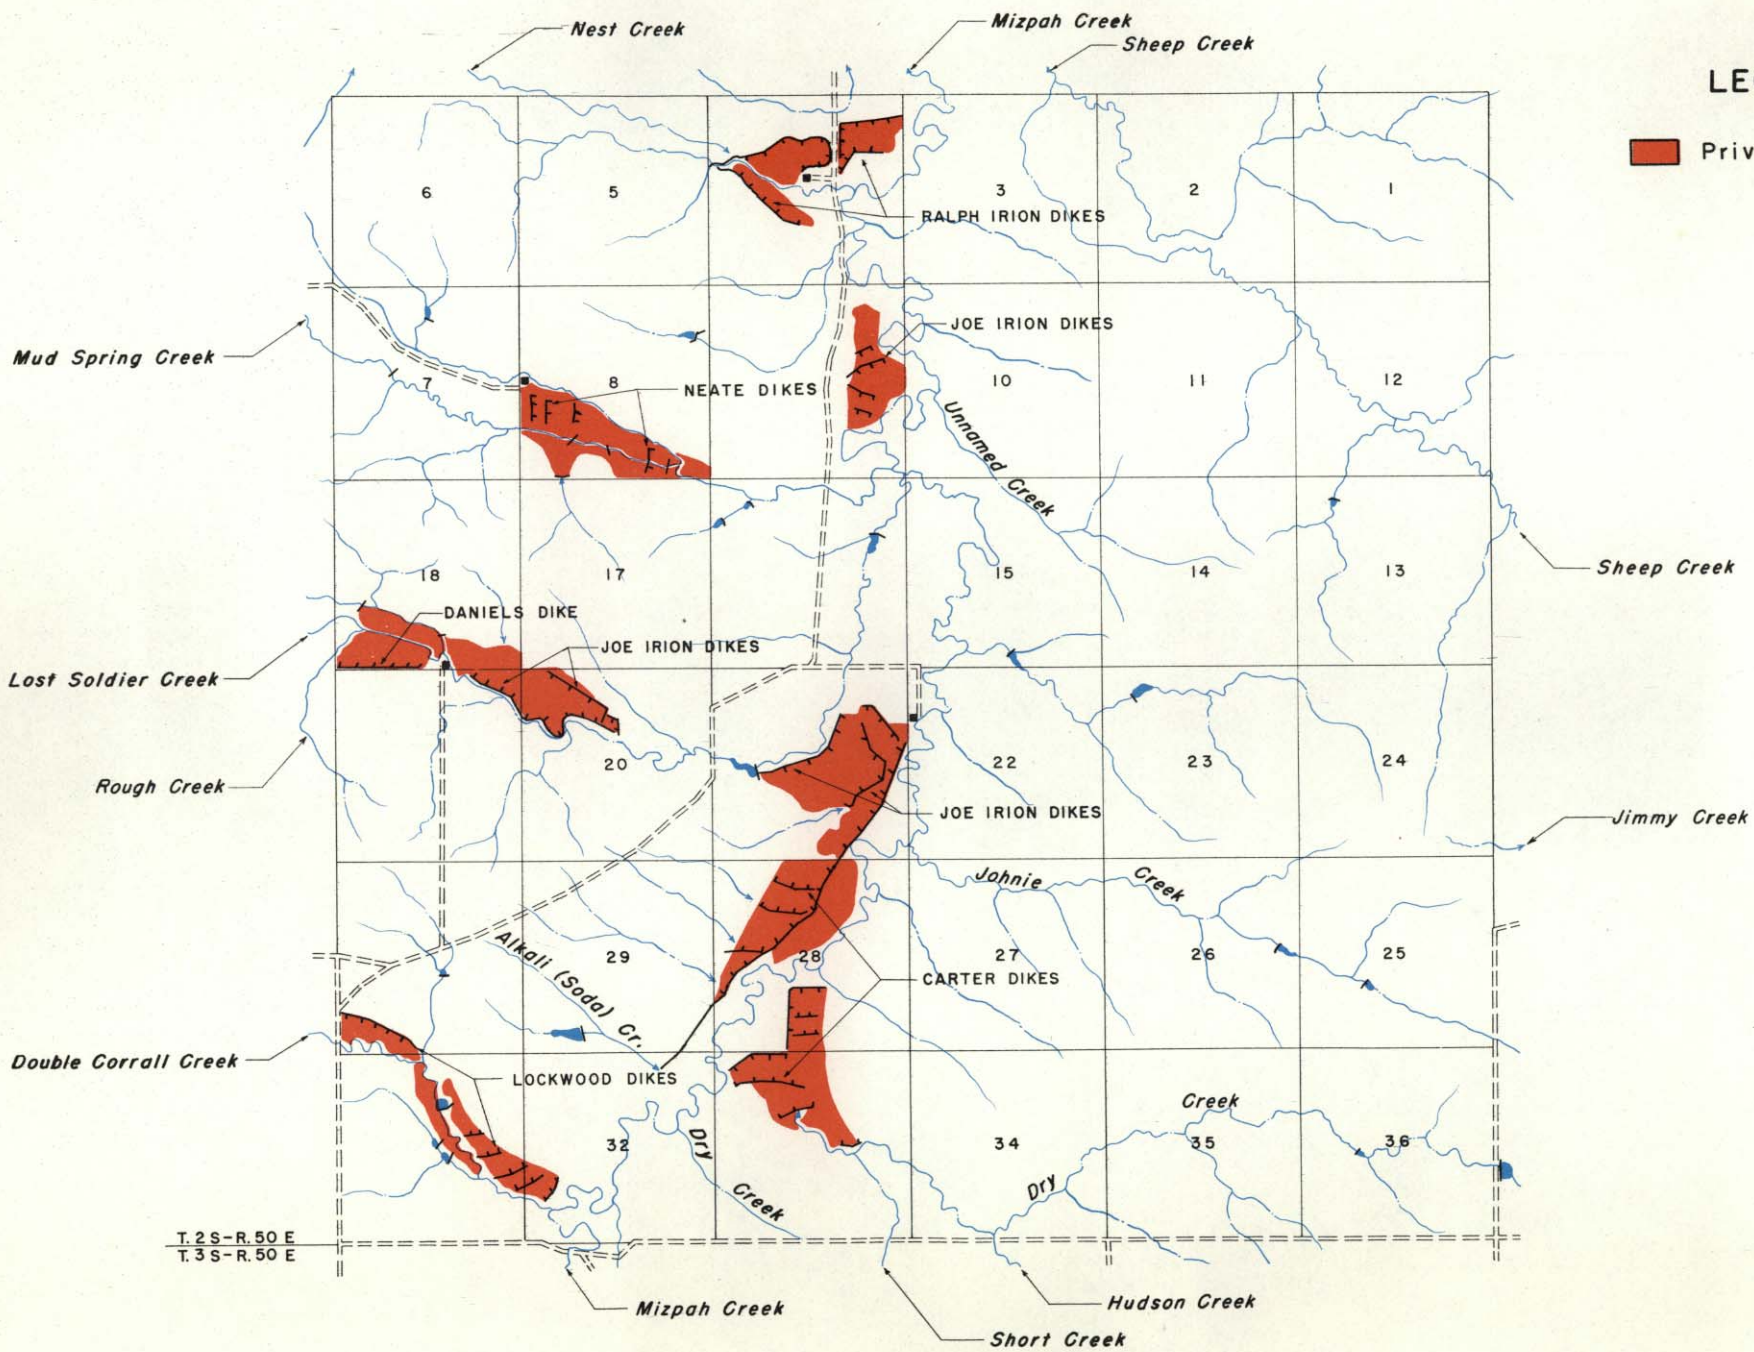 Nest Creek
Mizpah Creek
Sheep Creek
LE
Priv
6
5
3
2
1
RALPH IRION DIKES
Mud Spring Creek
JOE IRION DIKES
7
8
NEATE DIKES
10
11
12
Unnamed Creek
18
17
15
14
13
Sheep Creek
DANIELS DIKE
JOE IRION DIKES
Lost Soldier Creek
Rough Creek
20
22
23
24
JOE IRION DIKES
Jimmy Creek
Johnie Creek
Alkali (Soda) Cr.
29
28
27
26
25
CARTER DIKES
Double Corrall Creek
LOCKWOOD DIKES
32
Dry Creek
34
35
36
Dry Creek
T. 2 S-R. 50 E
T. 3 S-R. 50 E
Mizpah Creek
Hudson Creek
Short Creek